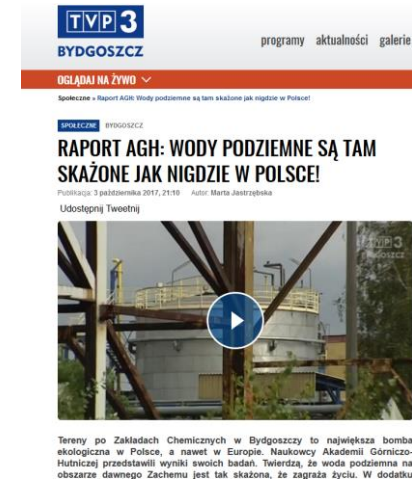 TVP 3
BYDGOSZCZ
programy aktualności galerie
OGLĄDAJ NA ŻYWO
Społeczne » Raport AGH: Wody podziemne są tam skażone jak nigdzie w Polsce!
SPOŁECZNE BYDGOSZCZ
RAPORT AGH: WODY PODZIEMNE SĄ TAM
SKAŻONE JAK NIGDZIE W POLSCE!
Publikacja: 3 października 2017, 21:10 Autor: Marta Jastrzębska
Udostępnij Tweetnij
TVP 3
BYDGOSZCZ
Tereny po Zakładach Chemicznych w Bydgoszczy to największa bomba
ekologiczna w Polsce, a nawet w Europie. Naukowcy Akademii Górniczo-
Hutniczej przedstawili wyniki swoich badań. Twierdzą, że woda podziemna na
obszarze dawnego Zachemu jest tak skażona, że zagraża życiu. W dodatku